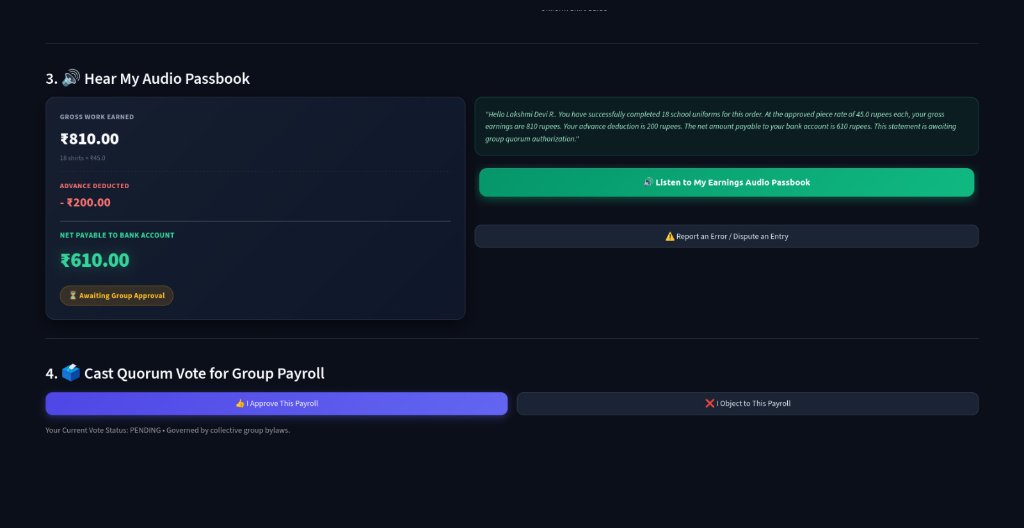 3. 🔊 Hear My Audio Passbook
GROSS WORK EARNED
₹810.00
18 shirts × ₹45.0
ADVANCE DEDUCTED
- ₹200.00
NET PAYABLE TO BANK ACCOUNT
₹610.00
⏳ Awaiting Group Approval
"Hello Lakshmi Devi R.. You have successfully completed 18 school uniforms for this order. At the approved piece rate of 45.0 rupees each, your gross
earnings are 810 rupees. Your advance deduction is 200 rupees. The net amount payable to your bank account is 610 rupees. This statement is awaiting
group quorum authorization."
🔊 Listen to My Earnings Audio Passbook
⚠️ Report an Error / Dispute an Entry
4. 🗳️ Cast Quorum Vote for Group Payroll
👍 I Approve This Payroll
❌ I Object to This Payroll
Your Current Vote Status: PENDING • Governed by collective group bylaws.